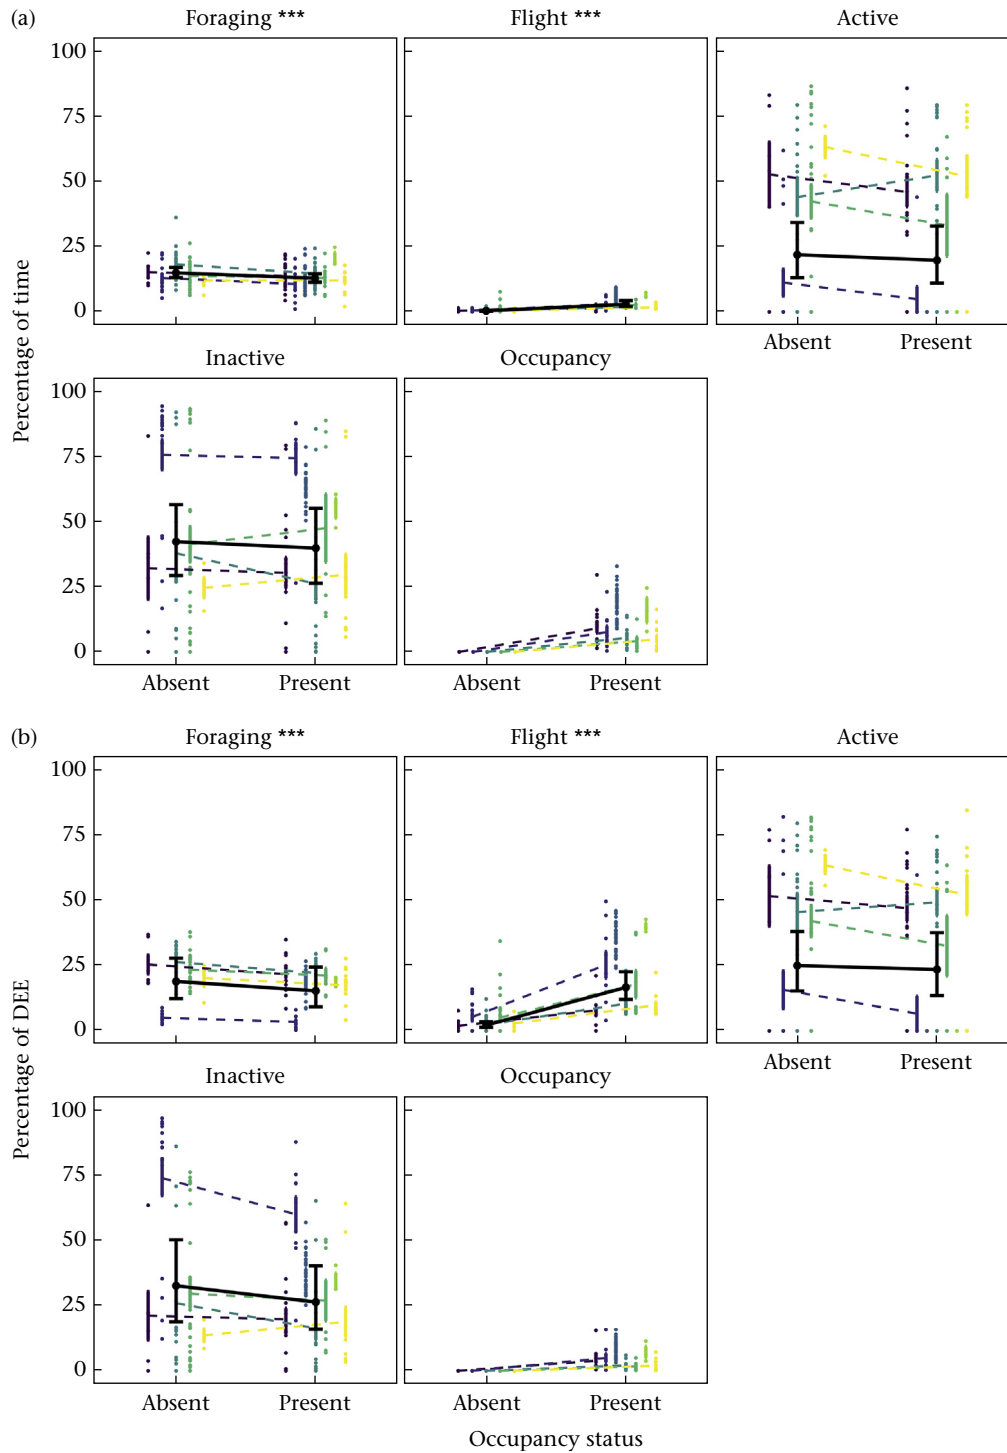 (a)
Foraging ***
Flight ***
Active
100
75
50
25
0
Absent
Present
Inactive
Occupancy
100
75
50
25
0
Absent
Present
Absent
Present
Percentage of time
(b)
Foraging ***
Flight ***
Active
100
75
50
25
0
Absent
Present
Inactive
Occupancy
100
75
50
25
0
Absent
Present
Absent
Present
Percentage of DEE
Occupancy status